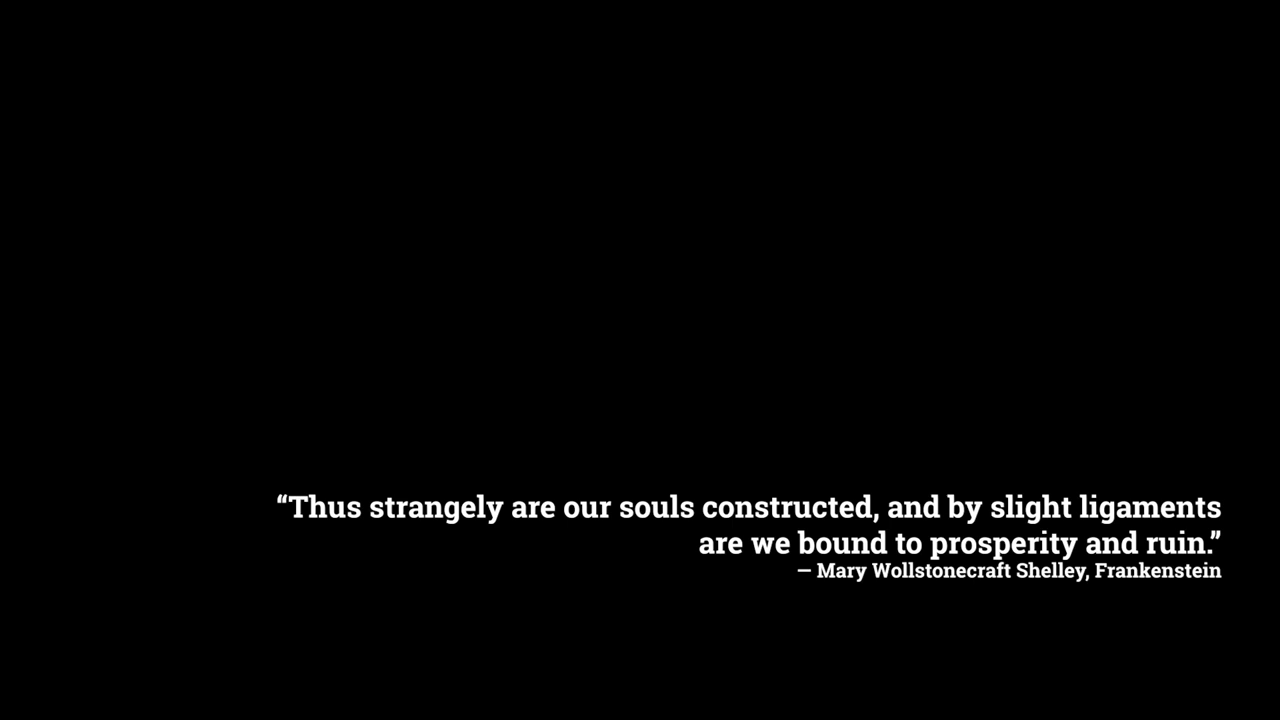 “Thus strangely are our souls constructed, and by slight ligaments
are we bound to prosperity and ruin.”
— Mary Wollstonecraft Shelley, Frankenstein